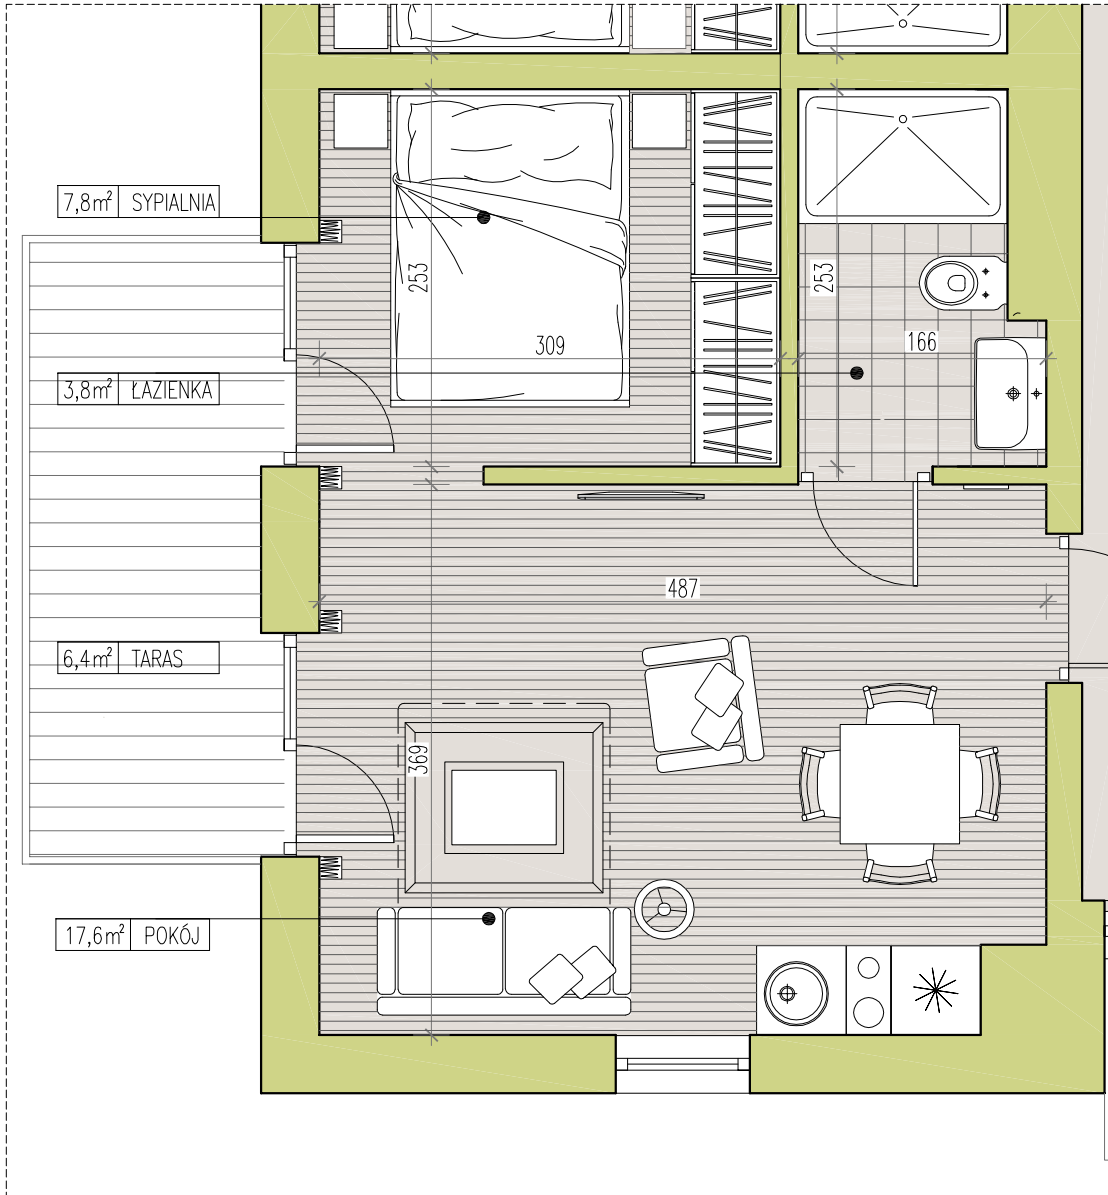 7,8m² SYPIALNIA
253
253
309
166
3,8m² ŁAZIENKA
487
6,4m² TARAS
369
17,6m² POKÓJ